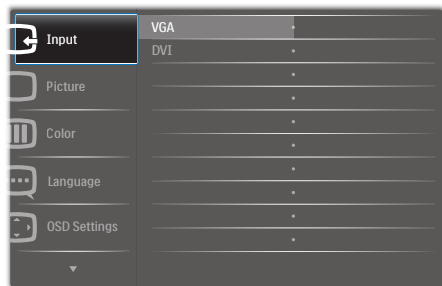 Input
VGA
DVI
Picture
Color
Language
OSD Settings